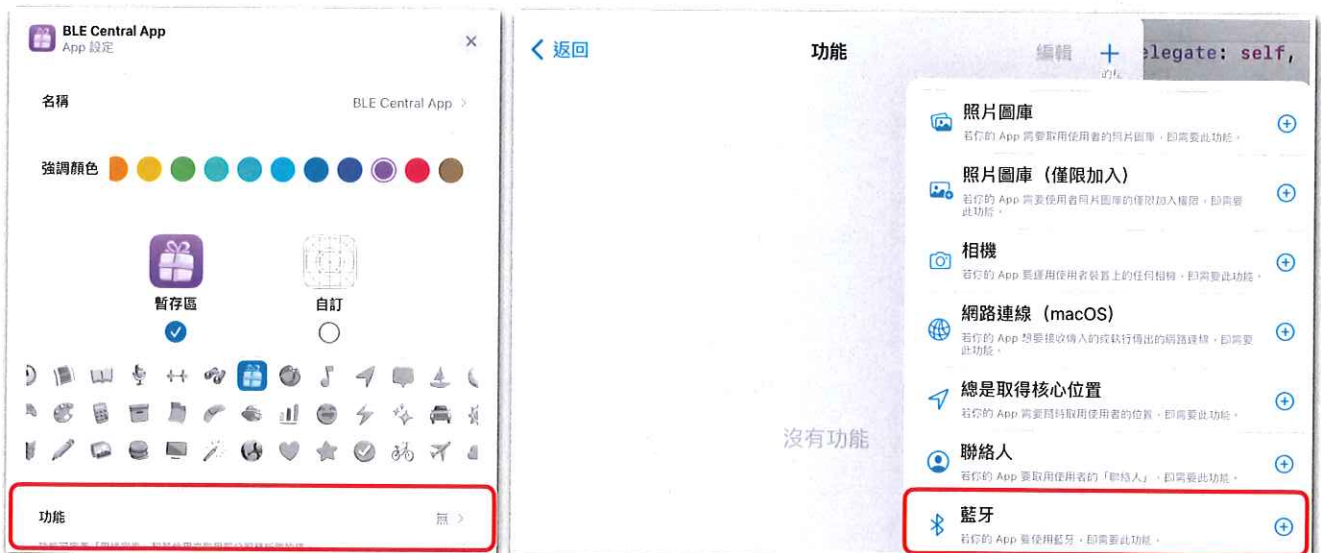 BLE Central App
App 設定
×
名稱
BLE Central App >
強調顏色
暫存區
自訂
功能
無 >
返回
功能
編輯
elegate: self,
照片圖庫
若你的 App 需要取用使用者的照片圖庫，即需要此功能。
照片圖庫（僅限加入）
若你的 App 需要使用者照片圖庫的僅限加入權限，即需要
此功能。
相機
若你的 App 要運用使用者裝置上的任何相機，即需要此功能。
網路連線（macOS）
若你的 App 想要接收傳入的或執行傳出的網路連線，即需要
此功能。
總是取得核心位置
若你的 App 需要隨時取用使用者的位置，即需要此功能。
聯絡人
若你的 App 要取用使用者的「聯絡人」，即需要此功能。
藍牙
若你的 App 要使用藍牙，即需要此功能。
沒有功能